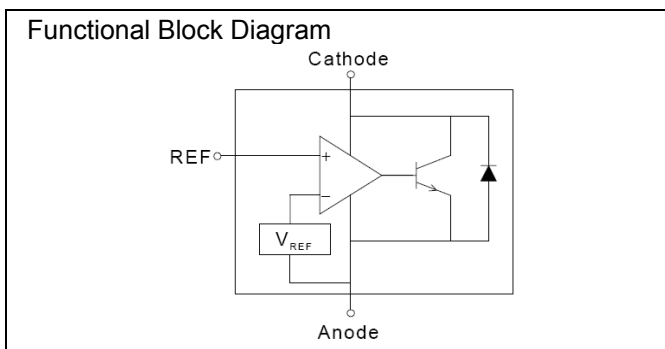 Functional Block Diagram
Cathode
REF
+
−
VREF
Anode